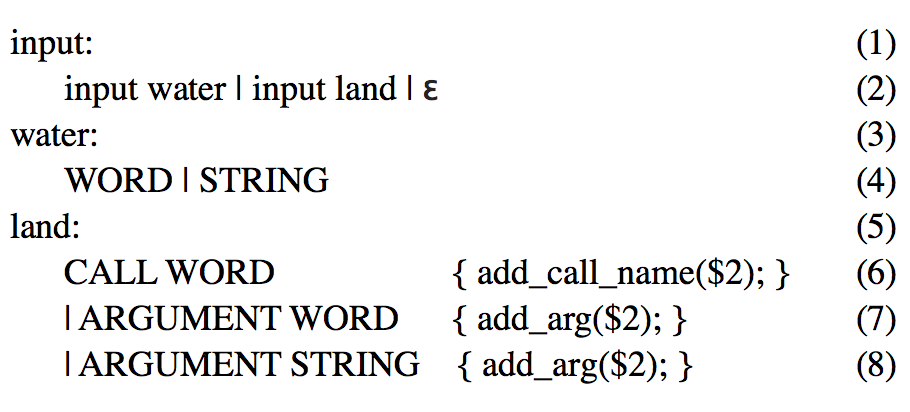 input: (1)
input water | input land | ε (2)
water: (3)
WORD | STRING (4)
land: (5)
CALL WORD { add_call_name($2); } (6)
| ARGUMENT WORD { add_arg($2); } (7)
| ARGUMENT STRING { add_arg($2); } (8)